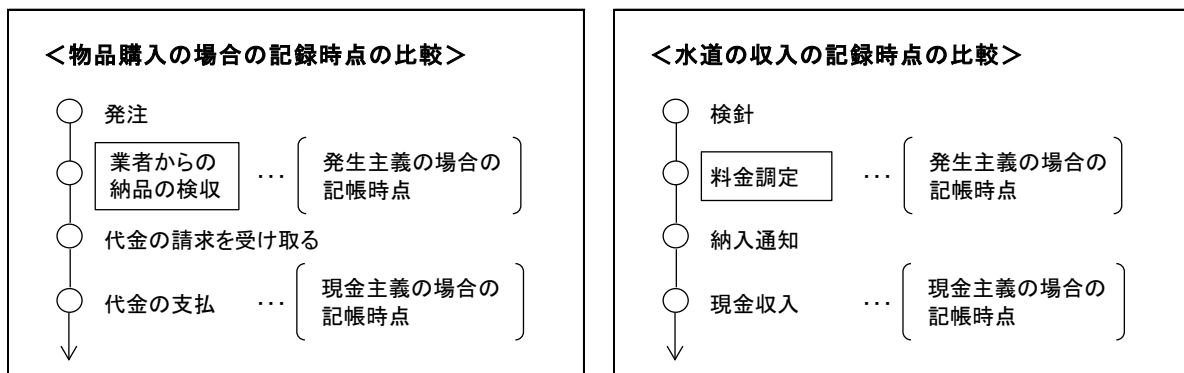 ＜物品購入の場合の記録時点の比較＞
発注
業者からの
納品の検収
… 発生主義の場合の
記帳時点
代金の請求を受け取る
代金の支払 … 現金主義の場合の
記帳時点
＜水道の収入の記録時点の比較＞
検針
料金調定 … 発生主義の場合の
記帳時点
納入通知
現金収入 … 現金主義の場合の
記帳時点